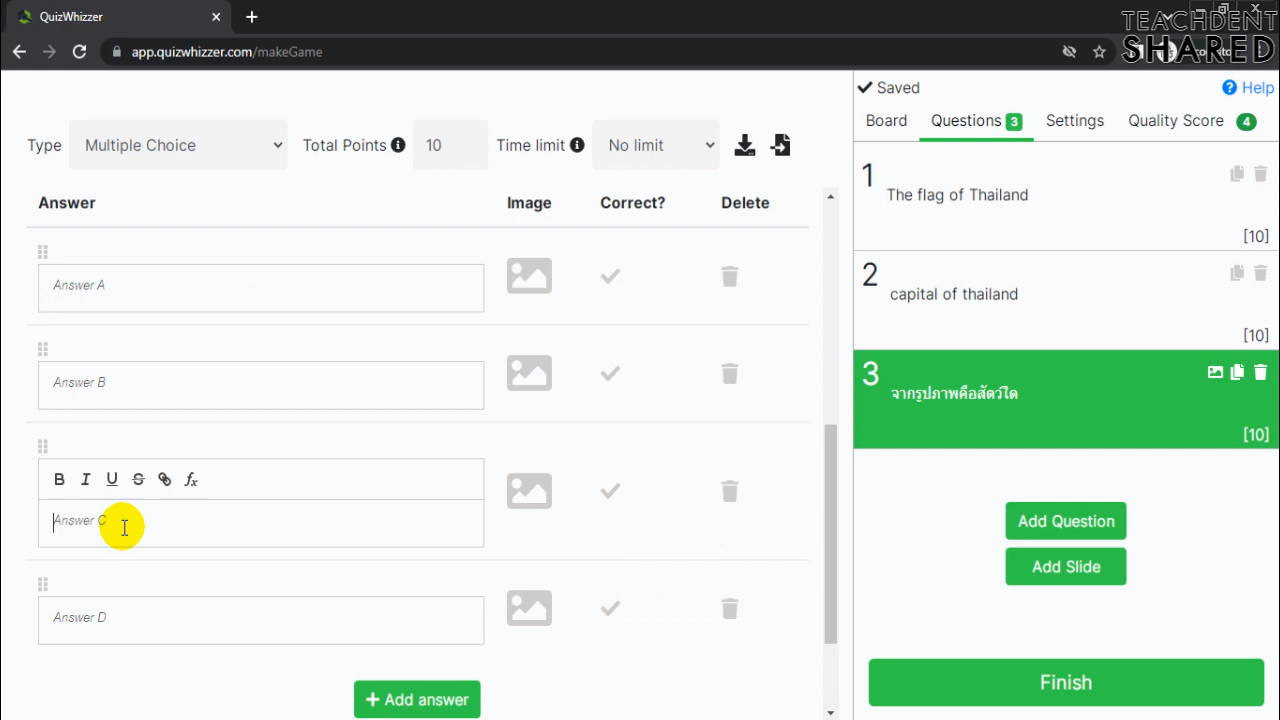 QuizWhizzer
TEACHDENT
SHARED
app.quizwhizzer.com/makeGame
Saved
Help
Board
Questions 3
Settings
Quality Score 4
Type
Multiple Choice
Total Points
10
Time limit
No limit
Answer
Image
Correct?
Delete
Answer A
Answer B
B I U S fx
Answer C
Answer D
+ Add answer
1
The flag of Thailand
[10]
2
capital of thailand
[10]
3
จากรูปภาพคือสัตว์ใด
[10]
Add Question
Add Slide
Finish